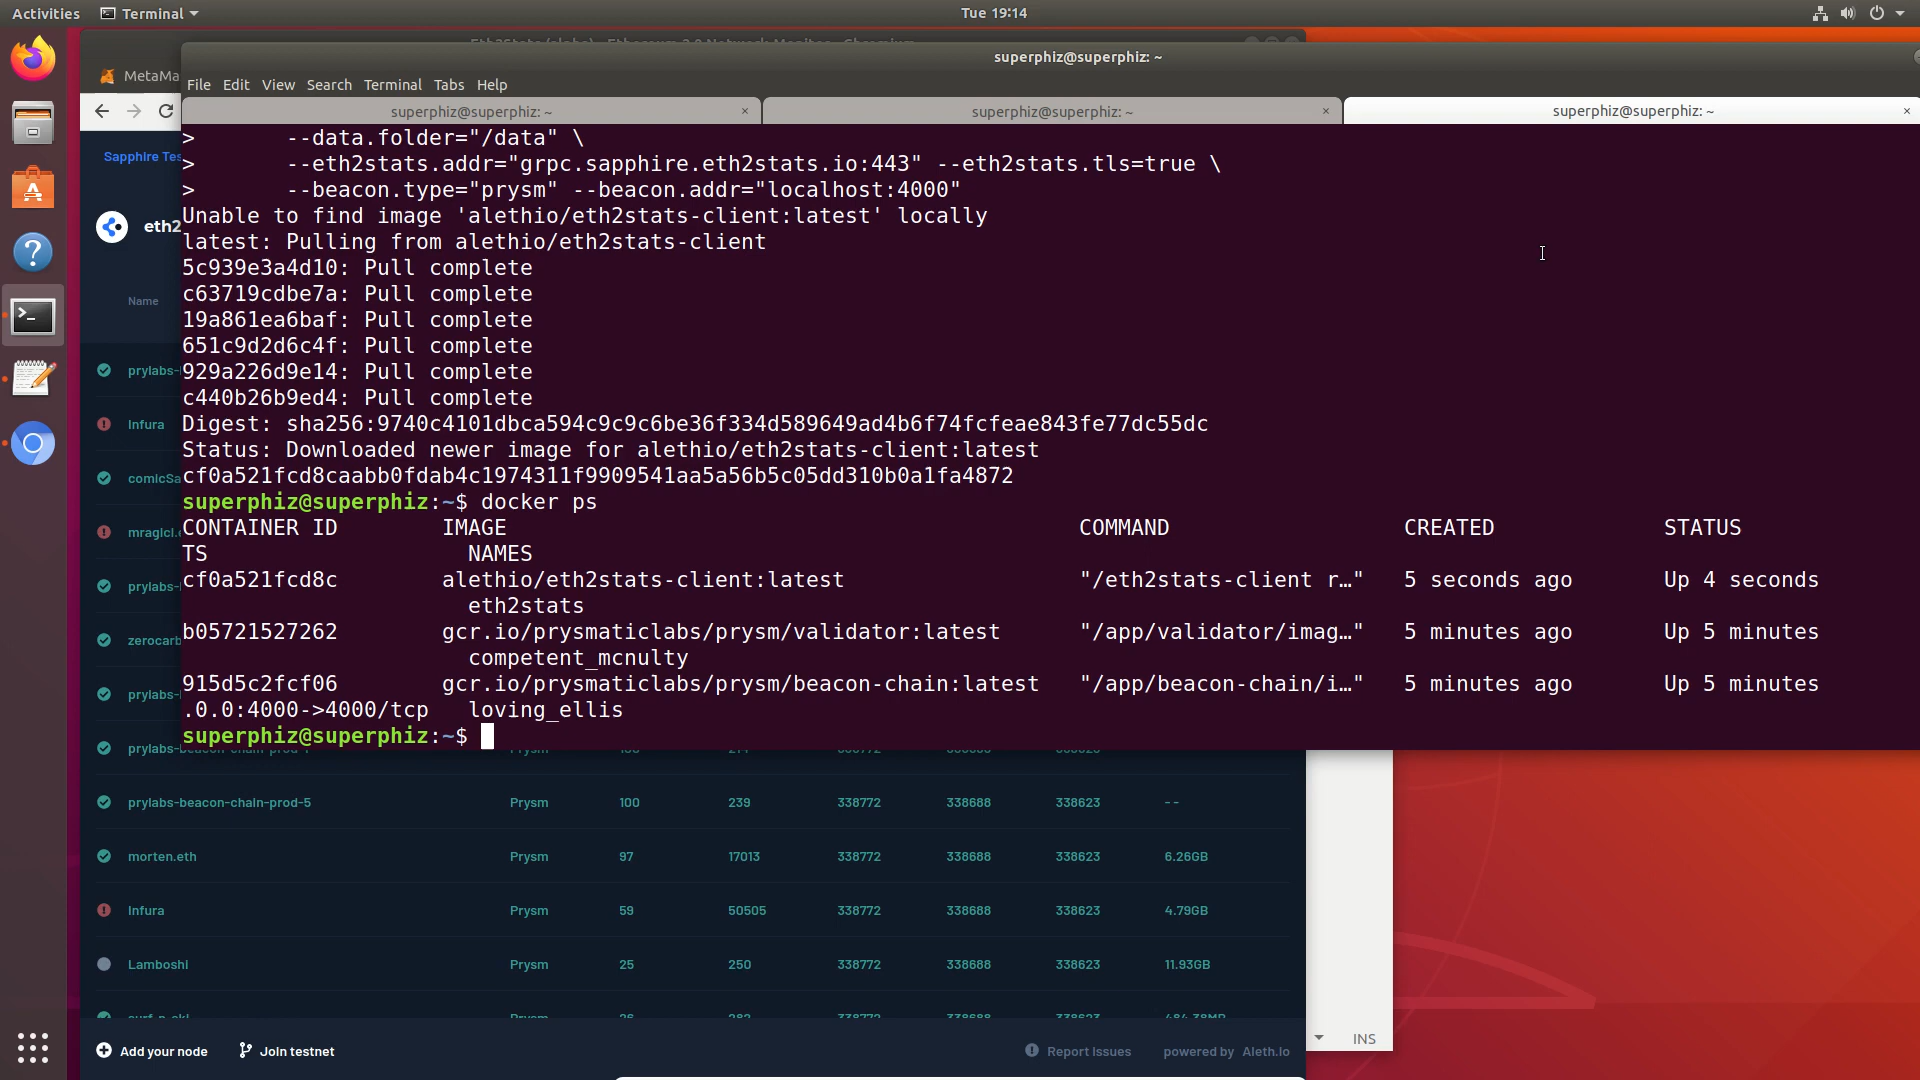 Activities
Terminal
Tue 19:14
superphiz@superphiz: ~
MetaMa
File Edit View Search Terminal Tabs Help
superphiz@superphiz: ~ ×
superphiz@superphiz: ~ ×
superphiz@superphiz: ~ ×
> --data.folder="/data" \
> --eth2stats.addr="grpc.sapphire.eth2stats.io:443" --eth2stats.tls=true \
> --beacon.type="prysm" --beacon.addr="localhost:4000"
Unable to find image 'alethio/eth2stats-client:latest' locally
latest: Pulling from alethio/eth2stats-client
5c939e3a4d10: Pull complete
c63719cdbe7a: Pull complete
19a861ea6baf: Pull complete
651c9d2d6c4f: Pull complete
929a226d9e14: Pull complete
c440b26b9ed4: Pull complete
Digest: sha256:9740c4101dbca594c9c9c6be36f334d589649ad4b6f74fcfeae843fe77dc55dc
Status: Downloaded newer image for alethio/eth2stats-client:latest
cf0a521fcd8caabb0fdab4c1974311f9909541aa5a56b5c05dd310b0a1fa4872
superphiz@superphiz:~$ docker ps
CONTAINER ID IMAGE COMMAND CREATED STATUS
TS NAMES
cf0a521fcd8c alethio/eth2stats-client:latest "/eth2stats-client r…" 5 seconds ago Up 4 seconds
eth2stats
b05721527262 gcr.io/prysmaticlabs/prysm/validator:latest "/app/validator/imag…" 5 minutes ago Up 5 minutes
competent_mcnulty
915d5c2fcf06 gcr.io/prysmaticlabs/prysm/beacon-chain:latest "/app/beacon-chain/i…" 5 minutes ago Up 5 minutes
.0.0:4000->4000/tcp loving_ellis
superphiz@superphiz:~$
Sapphire Tes
eth2
Name
prylabs-
Infura
comicSa
mragicl.
prylabs-
zerocarb
prylabs-
prylabs-beacon-chain-prod-5 Prysm 100 239 338772 338688 338623 --
morten.eth Prysm 97 17013 338772 338688 338623 6.26GB
Infura Prysm 59 50505 338772 338688 338623 4.79GB
Lamboshi Prysm 25 250 338772 338688 338623 11.93GB
Add your node
Join testnet
Report issues
powered by Aleth.io
INS